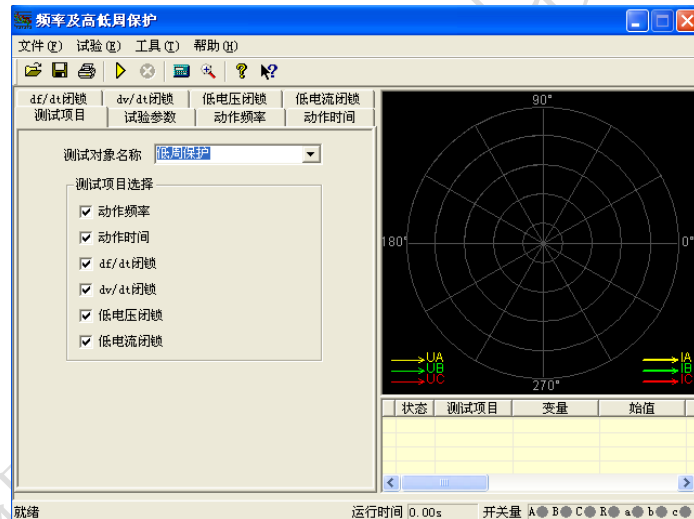 频率及高低周保护
文件(F) 试验(E) 工具(T) 帮助(H)
df/dt闭锁 dv/dt闭锁 低电压闭锁 低电流闭锁
测试项目 试验参数 动作频率 动作时间
测试对象名称 低周保护
测试项目选择
动作频率
动作时间
df/dt闭锁
dv/dt闭锁
低电压闭锁
低电流闭锁
90°
180°
0°
270°
UA
UB
UC
IA
IB
IC
状态 测试项目 变量 始值
就绪 运行时间 0.00s 开关量 A B C R a b c